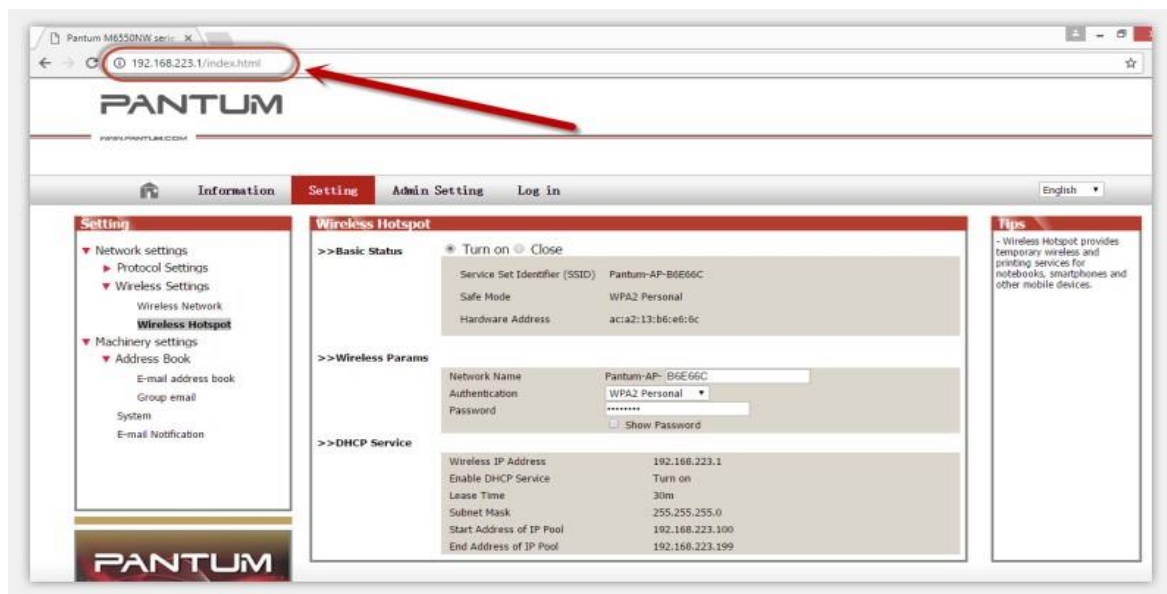 Pantum M6550NW serie
192.168.223.1/index.html
PANTUM
www.pantum.com
Information Setting Admin Setting Log in English
Setting
Network settings
Protocol Settings
Wireless Settings
Wireless Network
Wireless Hotspot
Machinery settings
Address Book
E-mail address book
Group email
System
E-mail Notification
PANTUM
Wireless Hotspot
>>Basic Status Turn on Close
Service Set Identifier (SSID) Pantum-AP-B6E66C
Safe Mode WPA2 Personal
Hardware Address ac:a2:13:b6:e6:6c
>>Wireless Params
Network Name Pantum-AP- B6E66C
Authentication WPA2 Personal
Password ********
Show Password
>>DHCP Service
Wireless IP Address 192.168.223.1
Enable DHCP Service Turn on
Lease Time 30m
Subnet Mask 255.255.255.0
Start Address of IP Pool 192.168.223.100
End Address of IP Pool 192.168.223.199
Tips
- Wireless Hotspot provides
temporary wireless and
printing services for
notebooks, smartphones and
other mobile devices.